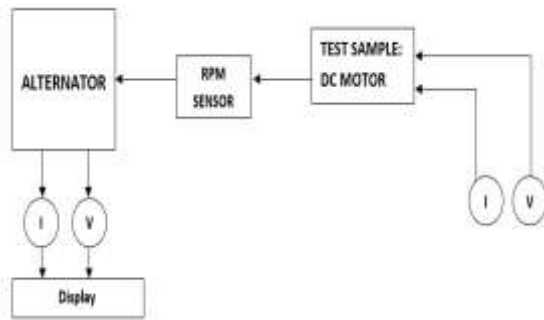 ALTERNATOR
RPM
SENSOR
TEST SAMPLE:
DC MOTOR
I
V
I
V
Display